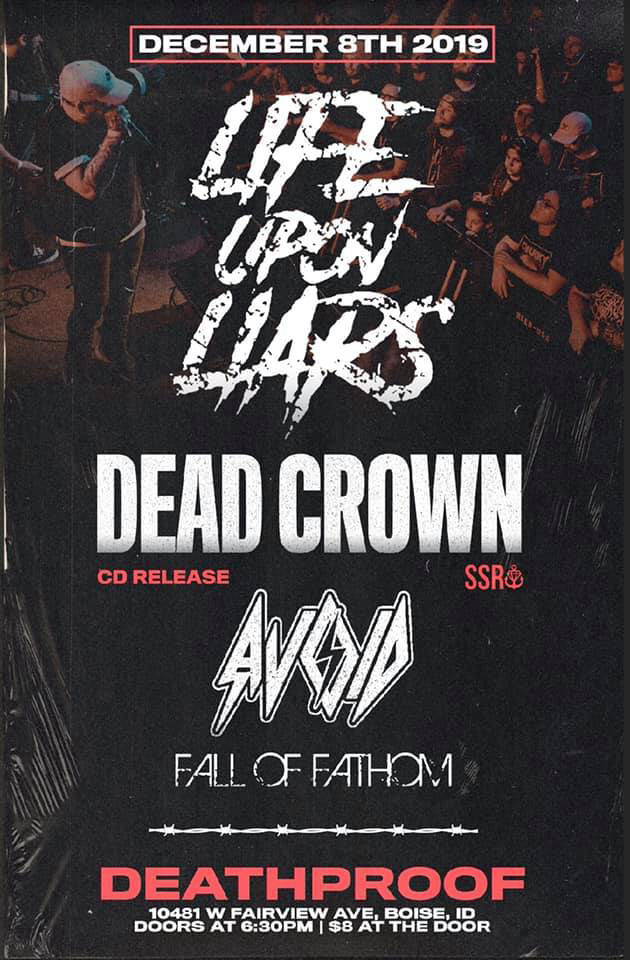 DECEMBER 8TH 2019
LIFE
UPON
LIARS
DEAD CROWN
CD RELEASE SSR
AVOID
FALL OF FATHOM
DEATHPROOF
10481 W FAIRVIEW AVE, BOISE, ID
DOORS AT 6:30PM | $8 AT THE DOOR